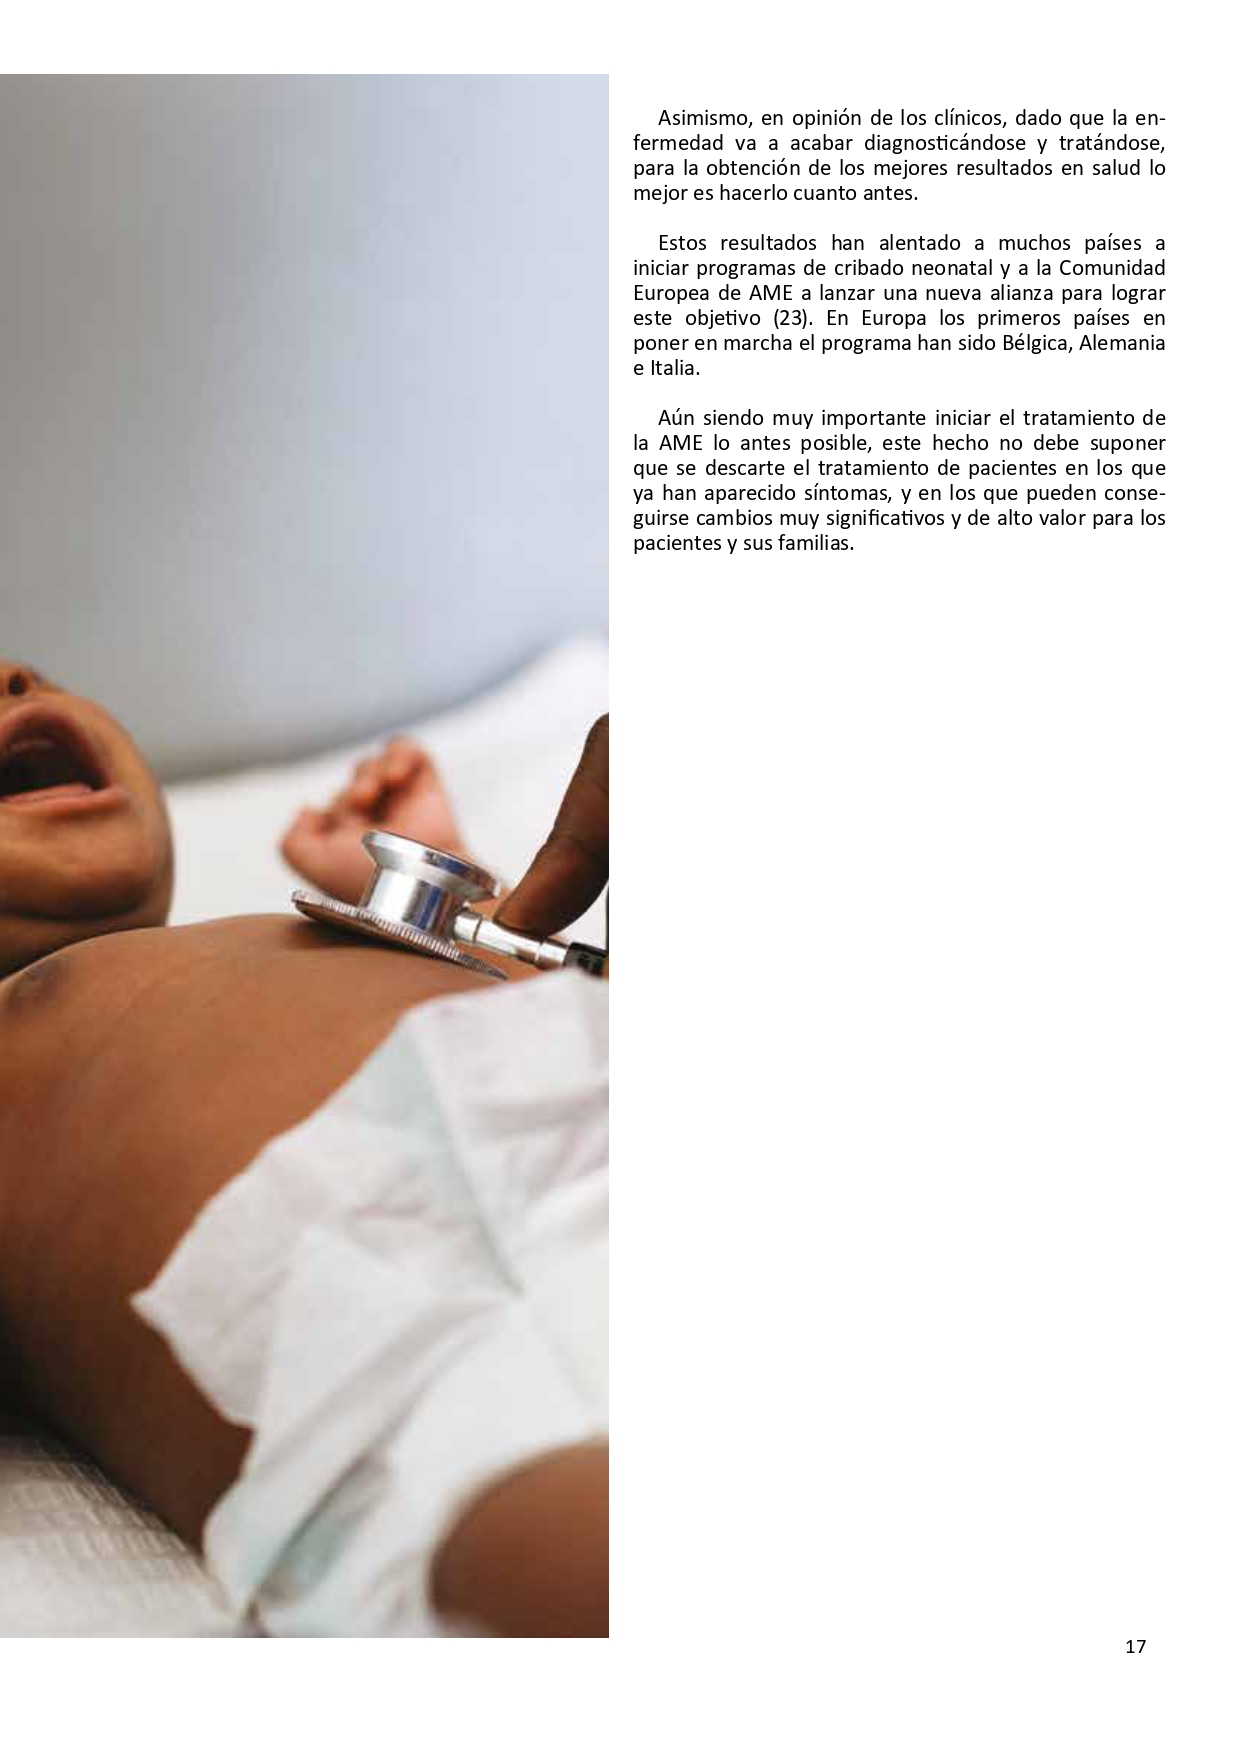 Asimismo, en opinión de los clínicos, dado que la en-
fermedad va a acabar diagnosticándose y tratándose,
para la obtención de los mejores resultados en salud lo
mejor es hacerlo cuanto antes.
Estos resultados han alentado a muchos países a
iniciar programas de cribado neonatal y a la Comunidad
Europea de AME a lanzar una nueva alianza para lograr
este objetivo (23). En Europa los primeros países en
poner en marcha el programa han sido Bélgica, Alemania
e Italia.
Aún siendo muy importante iniciar el tratamiento de
la AME lo antes posible, este hecho no debe suponer
que se descarte el tratamiento de pacientes en los que
ya han aparecido síntomas, y en los que pueden conse-
guirse cambios muy significativos y de alto valor para los
pacientes y sus familias.
17